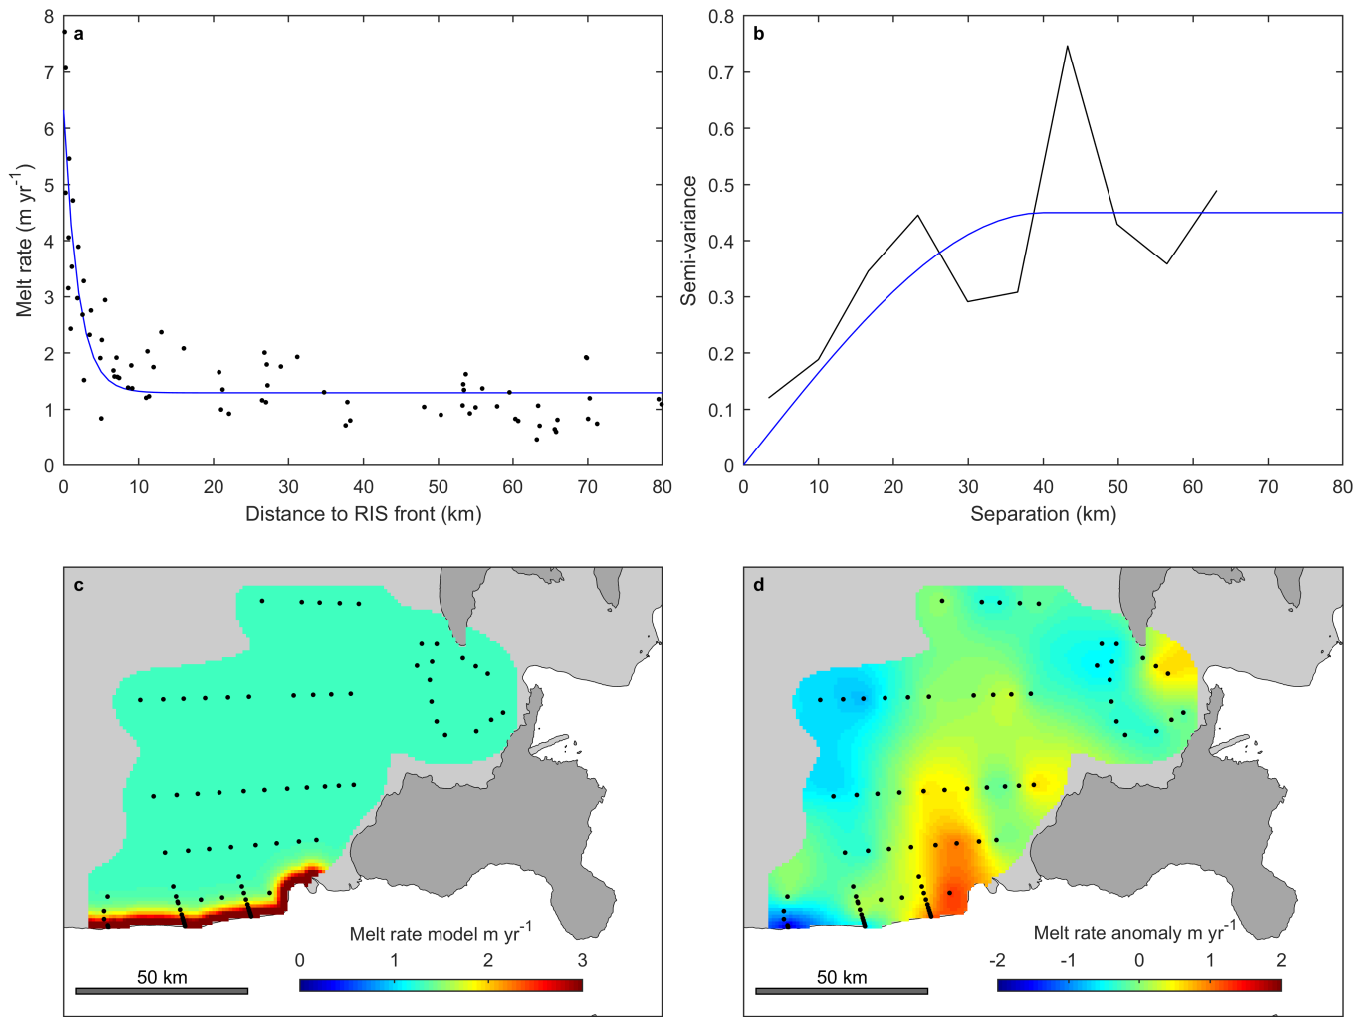 a
8
7
6
5
4
3
2
1
0
Melt rate (m yr-1)
0 10 20 30 40 50 60 70 80
Distance to RIS front (km)
b
0.8
0.7
0.6
0.5
0.4
0.3
0.2
0.1
0
Semi-variance
0 10 20 30 40 50 60 70 80
Separation (km)
c
Melt rate model m yr-1
0 1 2 3
50 km
d
Melt rate anomaly m yr-1
-2 -1 0 1 2
50 km